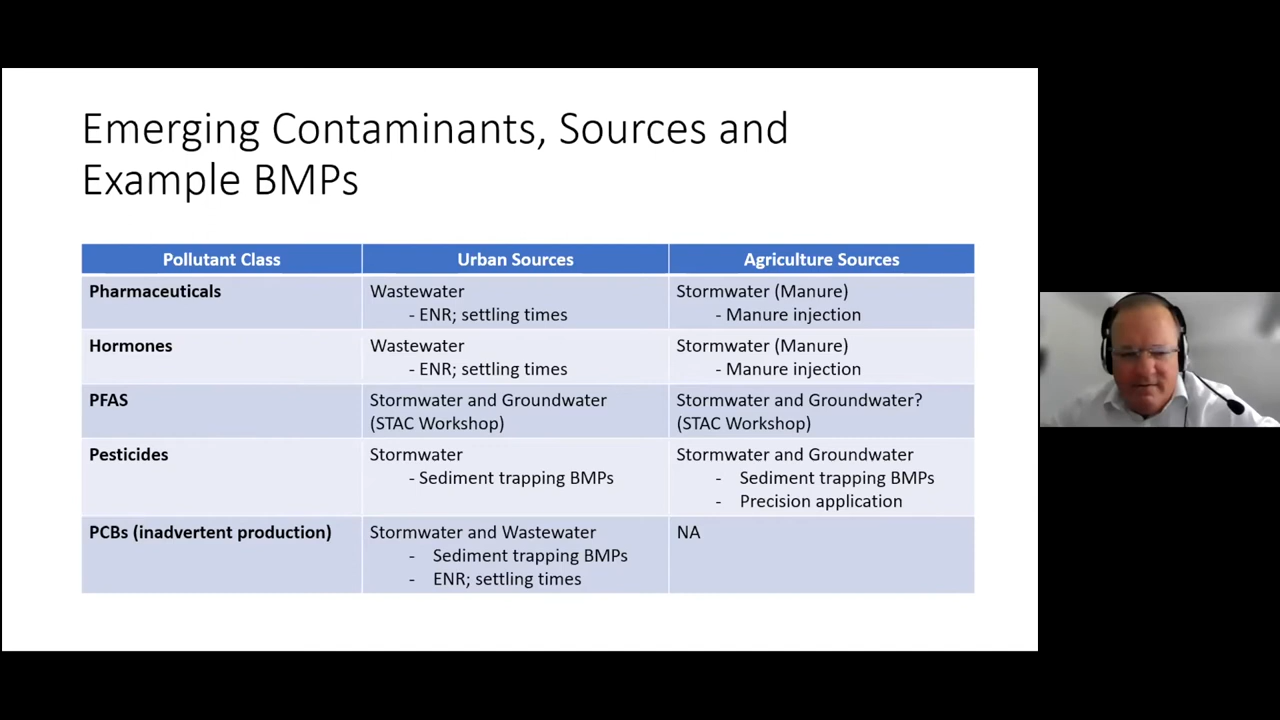 Emerging Contaminants, Sources and
Example BMPs
Pollutant Class
Urban Sources
Agriculture Sources
Pharmaceuticals
Wastewater
- ENR; settling times
Stormwater (Manure)
- Manure injection
Hormones
Wastewater
- ENR; settling times
Stormwater (Manure)
- Manure injection
PFAS
Stormwater and Groundwater
(STAC Workshop)
Stormwater and Groundwater?
(STAC Workshop)
Pesticides
Stormwater
- Sediment trapping BMPs
Stormwater and Groundwater
- Sediment trapping BMPs
- Precision application
PCBs (inadvertent production)
Stormwater and Wastewater
- Sediment trapping BMPs
- ENR; settling times
NA